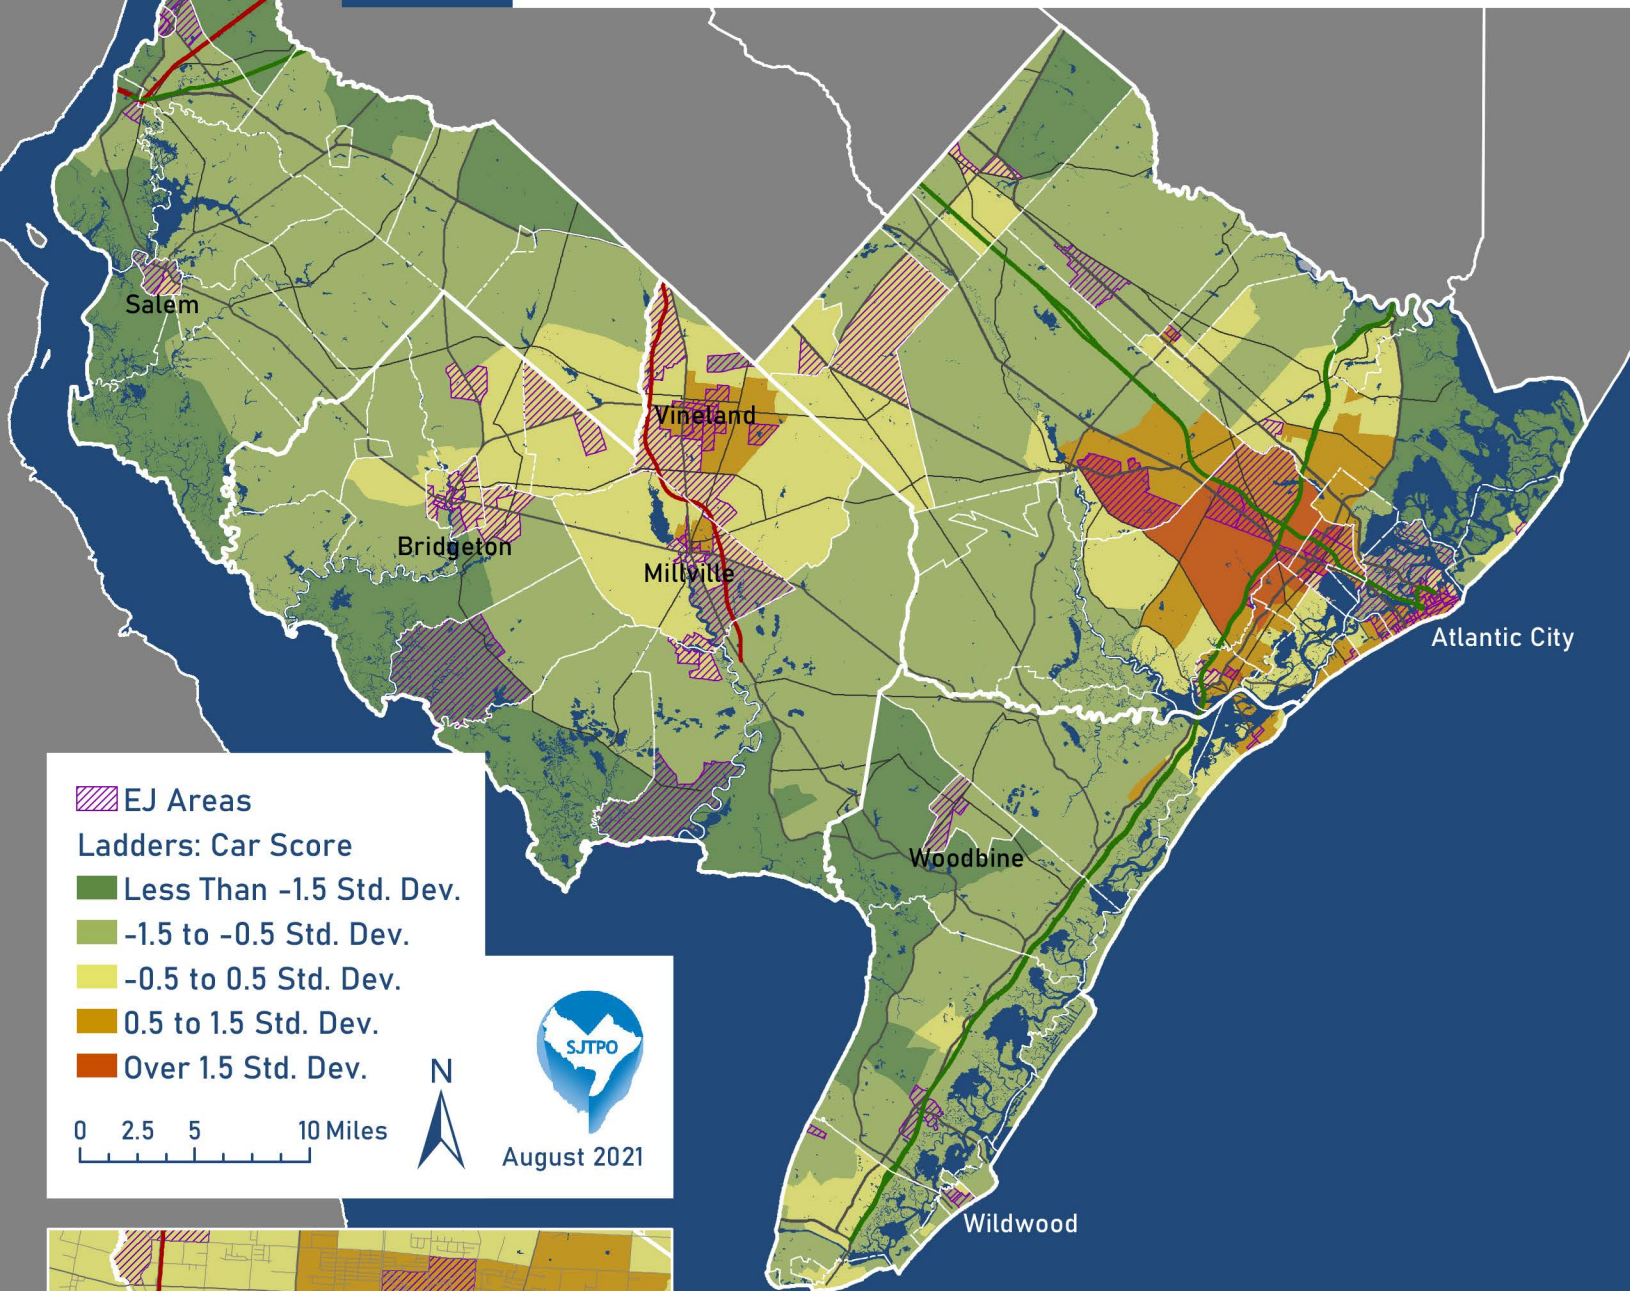 Salem
Vineland
Bridgeton
Millville
Atlantic City
Woodbine
Wildwood
EJ Areas
Ladders: Car Score
Less Than -1.5 Std. Dev.
-1.5 to -0.5 Std. Dev.
-0.5 to 0.5 Std. Dev.
0.5 to 1.5 Std. Dev.
Over 1.5 Std. Dev.
N
SJTPO
0 2.5 5 10 Miles
August 2021